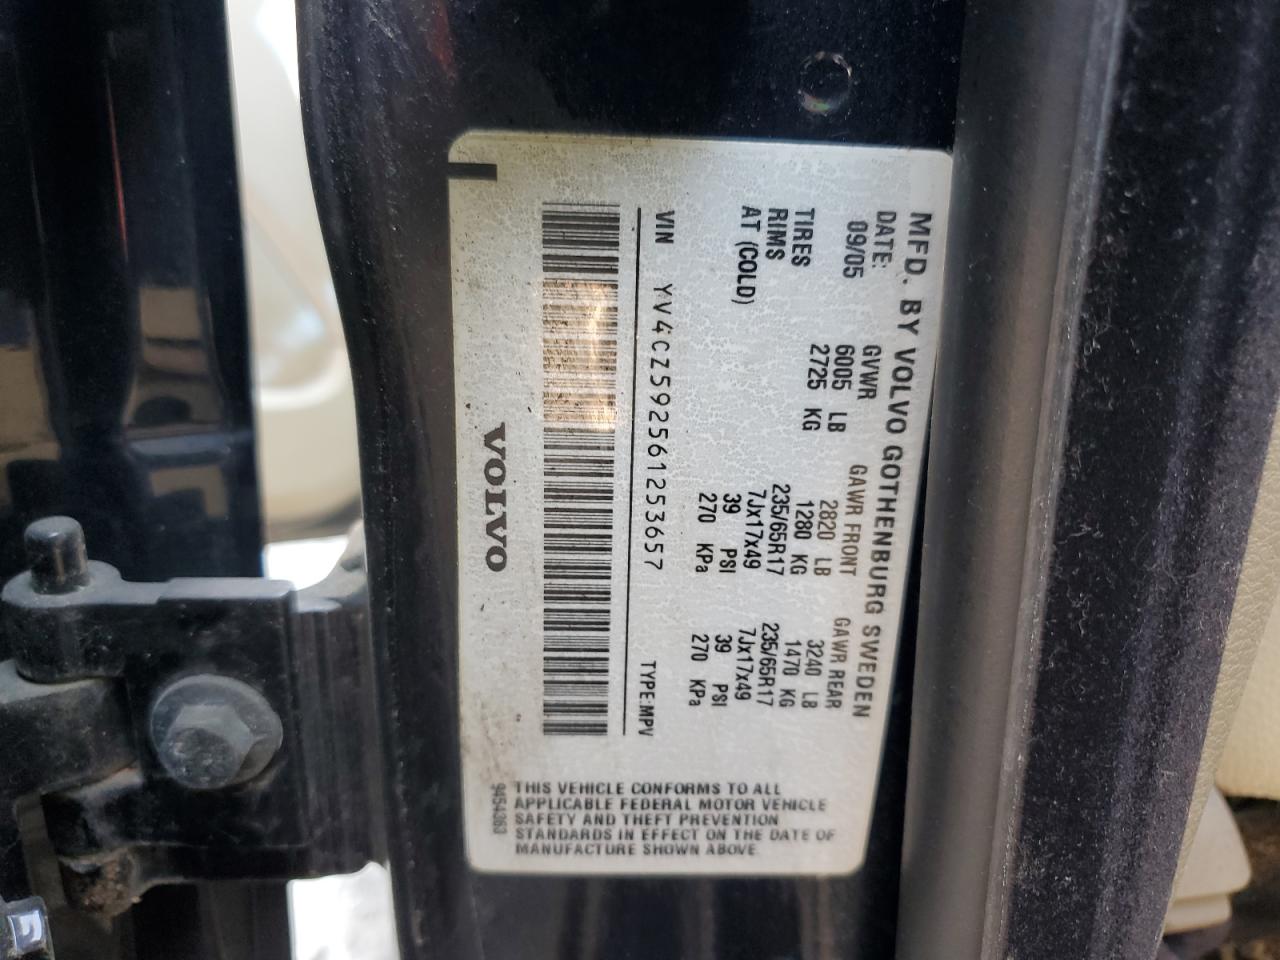 MFD. BY VOLVO GOTHENBURG SWEDEN
DATE: GVWR GAWR FRONT GAWR REAR
09/05 6005 LB 2820 LB 3240 LB
2725 KG 1280 KG 1470 KG
TIRES 235/65R17 235/65R17
RIMS 7Jx17x49 7Jx17x49
AT (COLD) 39 PSI 39 PSI
270 KPa 270 KPa
VIN YV4CZ592561253657 TYPE:MPV
VOLVO
THIS VEHICLE CONFORMS TO ALL
APPLICABLE FEDERAL MOTOR VEHICLE
SAFETY AND THEFT PREVENTION
STANDARDS IN EFFECT ON THE DATE OF
MANUFACTURE SHOWN ABOVE
9454363